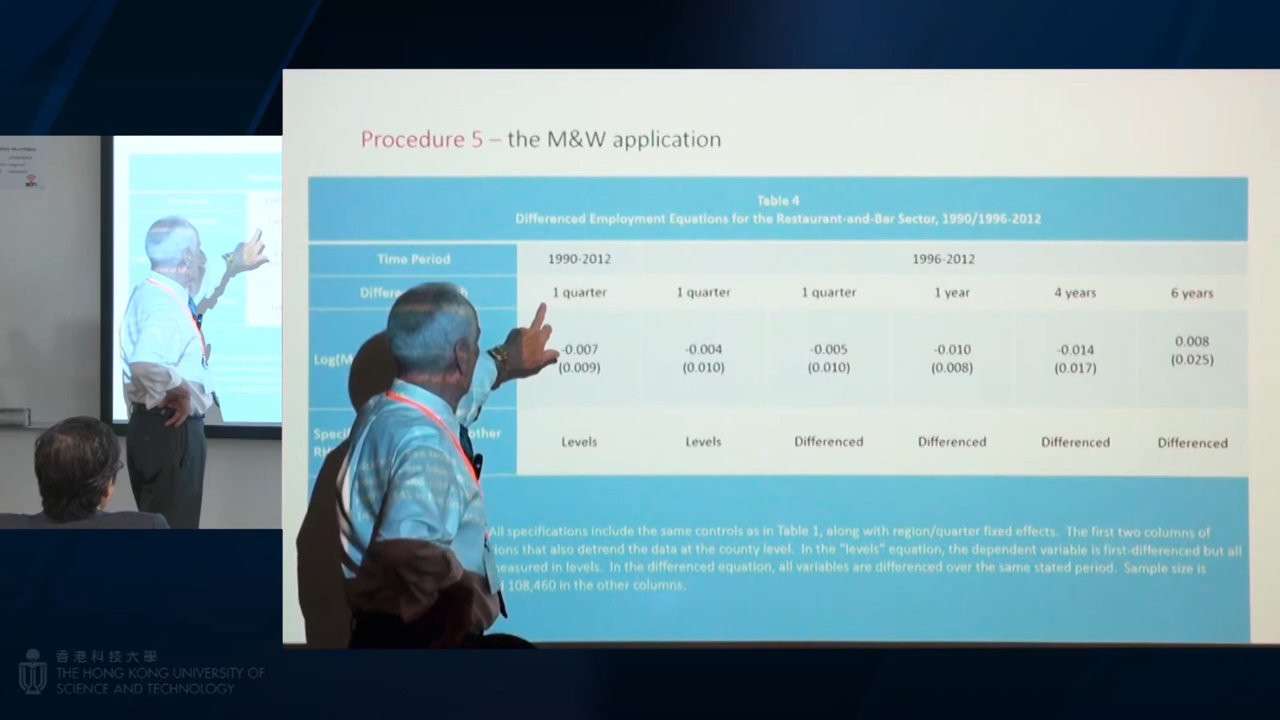 Procedure 5 – the M&W application
Table 4
Differenced Employment Equations for the Restaurant-and-Bar Sector, 1990/1996-2012
Time Period 1990-2012 1996-2012
1 quarter 1 quarter 1 quarter 1 year 4 years 6 years
-0.007 -0.004 -0.005 -0.010 -0.014 0.008
(0.009) (0.010) (0.010) (0.008) (0.017) (0.025)
other
Levels Levels Differenced Differenced Differenced Differenced
All specifications include the same controls as in Table 1, along with region/quarter fixed effects. The first two columns of
that also detrend the data at the county level. In the "levels" equation, the dependent variable is first-differenced but all
in levels. In the differenced equation, all variables are differenced over the same stated period. Sample size is
108,460 in the other columns.
香港科技大學
THE HONG KONG UNIVERSITY OF
SCIENCE AND TECHNOLOGY